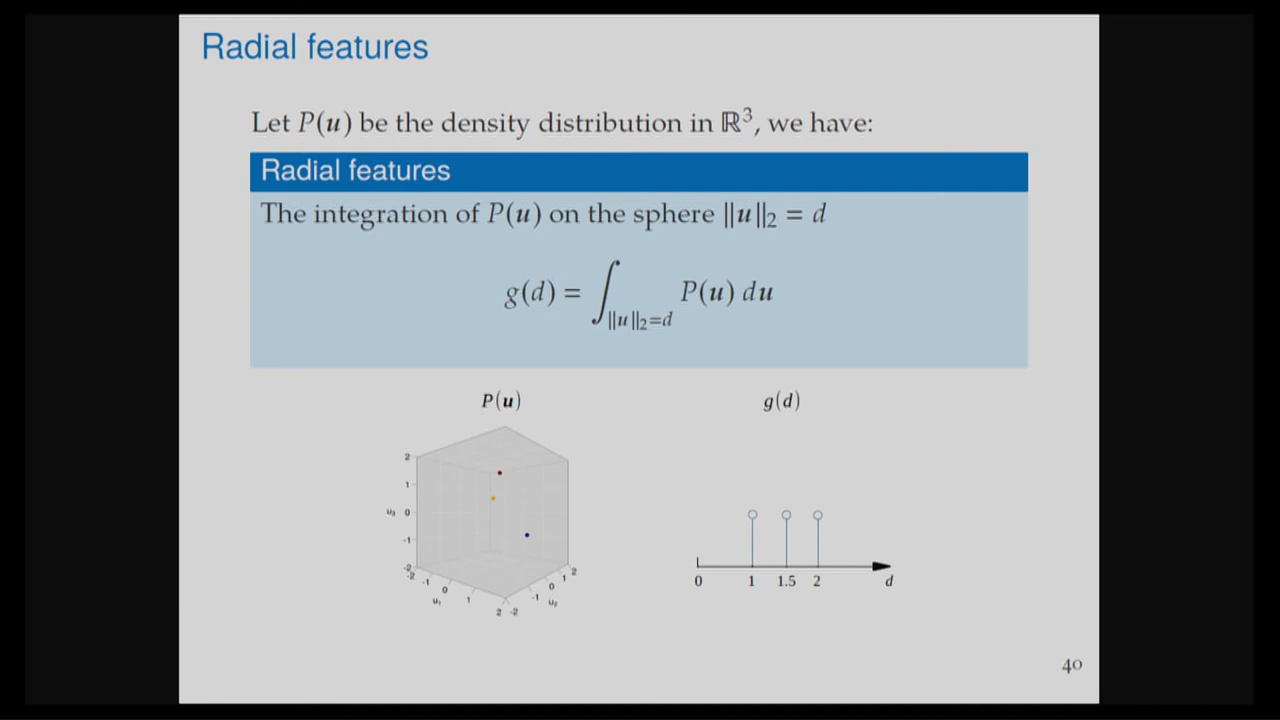 Radial features
Let P(u) be the density distribution in ℝ³, we have:
Radial features
The integration of P(u) on the sphere ||u||₂ = d
g(d) = ∫_{||u||₂=d} P(u) du
P(u)
g(d)
2
1
u₃ 0
-1
-2
-2 -1 0 1 2
u₁
-2 -1 0 1 2
u₂
0 1 1.5 2 d
40